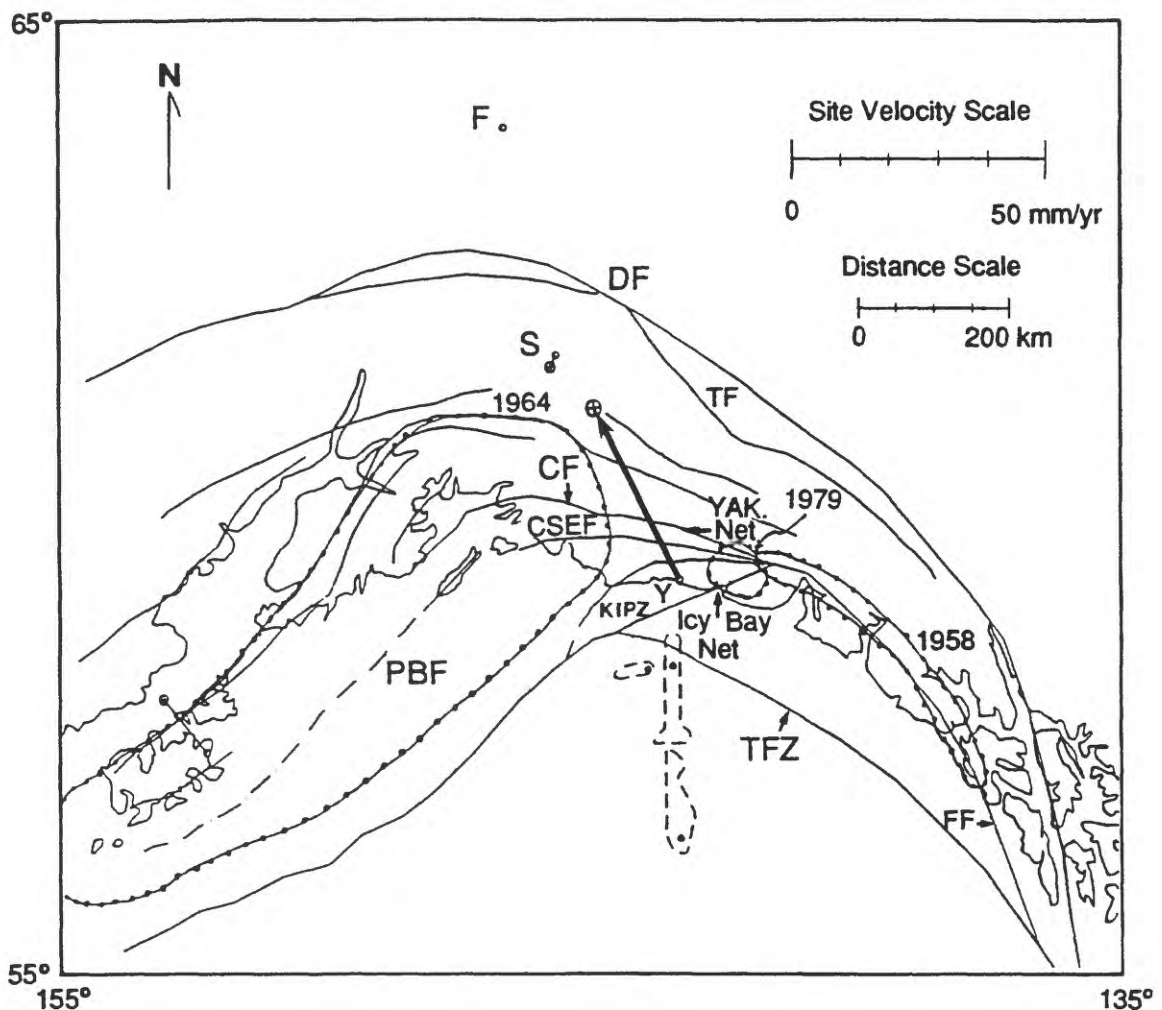 65°
N
F
Site Velocity Scale
0 50 mm/yr
Distance Scale
0 200 km
DF
S
TF
1964
CF
1979
YAK.
Net
CSEF
Y
KIPZ
Icy Bay
Net
1958
PBF
TFZ
FF
55°
155° 135°